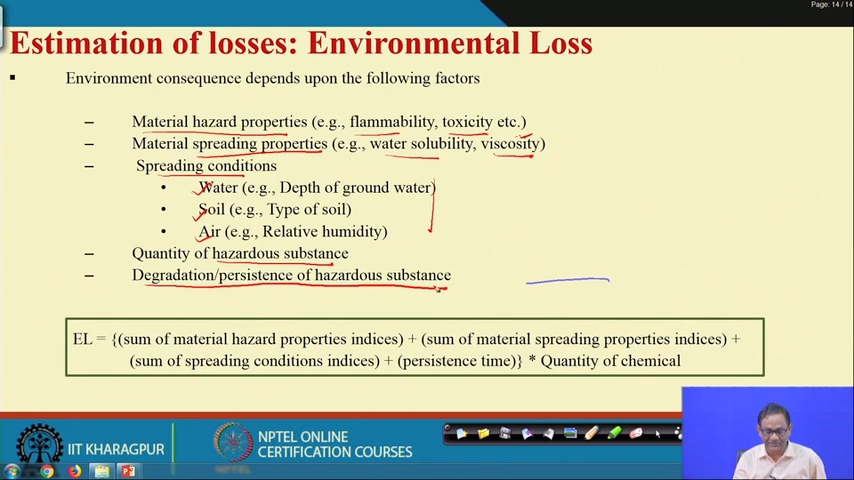 Page: 14 / 14
Estimation of losses: Environmental Loss
▪ Environment consequence depends upon the following factors
– Material hazard properties (e.g., flammability, toxicity etc.)
– Material spreading properties (e.g., water solubility, viscosity)
– Spreading conditions
• Water (e.g., Depth of ground water)
• Soil (e.g., Type of soil)
• Air (e.g., Relative humidity)
– Quantity of hazardous substance
– Degradation/persistence of hazardous substance
EL = {(sum of material hazard properties indices) + (sum of material spreading properties indices) +
(sum of spreading conditions indices) + (persistence time)} * Quantity of chemical
IIT KHARAGPUR
NPTEL ONLINE
CERTIFICATION COURSES
NPTEL